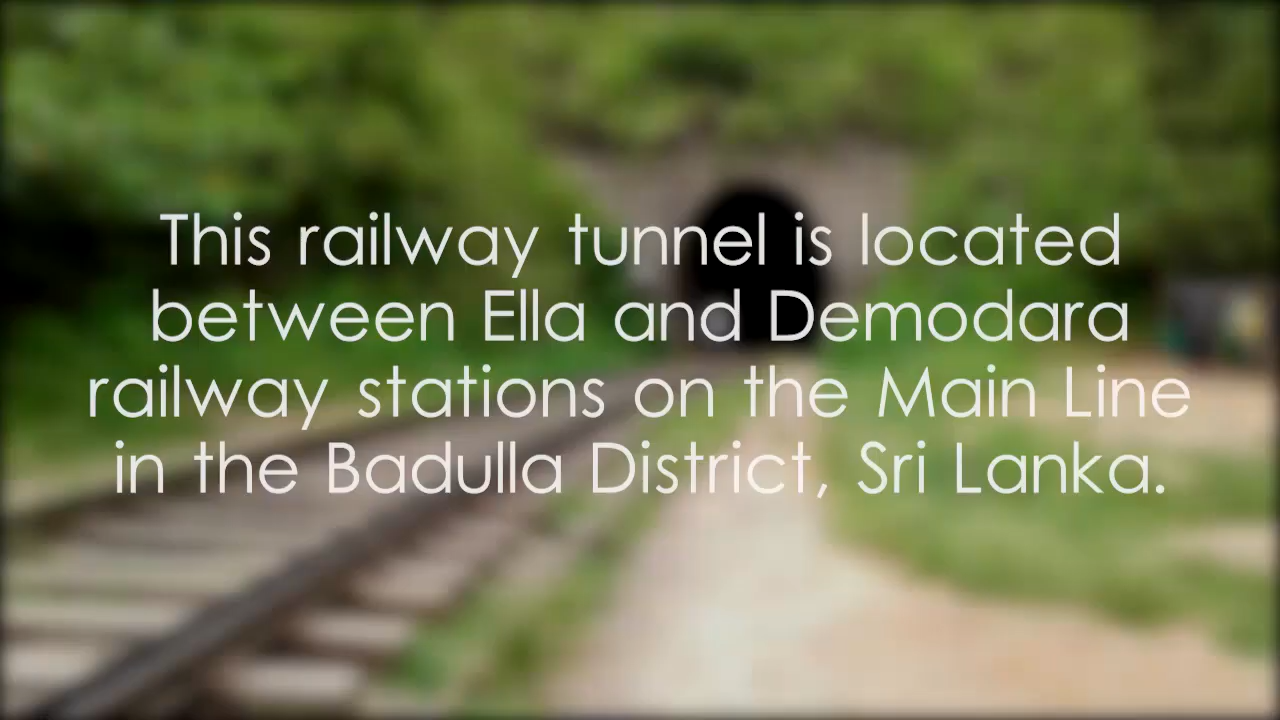 This railway tunnel is located
between Ella and Demodara
railway stations on the Main Line
in the Badulla District, Sri Lanka.